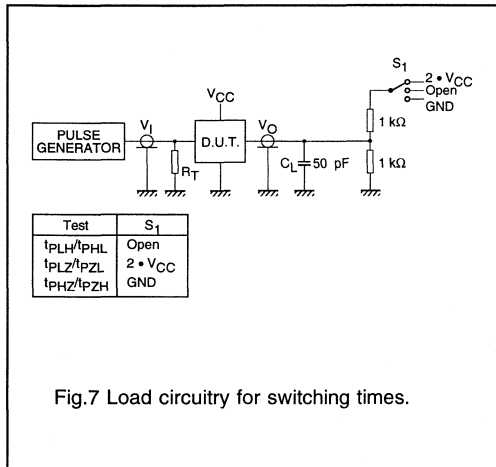 S1
2 • VCC
Open
GND
VCC
1 kΩ
PULSE GENERATOR
VI
D.U.T.
VO
RT
CL
50 pF
1 kΩ
Test S1
tPLH/tPHL Open
tPLZ/tPZL 2 • VCC
tPHZ/tPZH GND
Fig.7 Load circuitry for switching times.